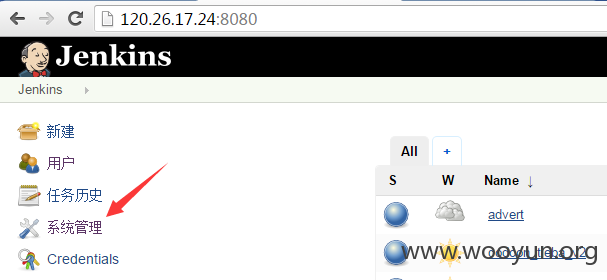 120.26.17.24:8080
Jenkins
Jenkins
新建
用户
任务历史
系统管理
Credentials
All +
S W Name ↓
advert
www.wooyun.org